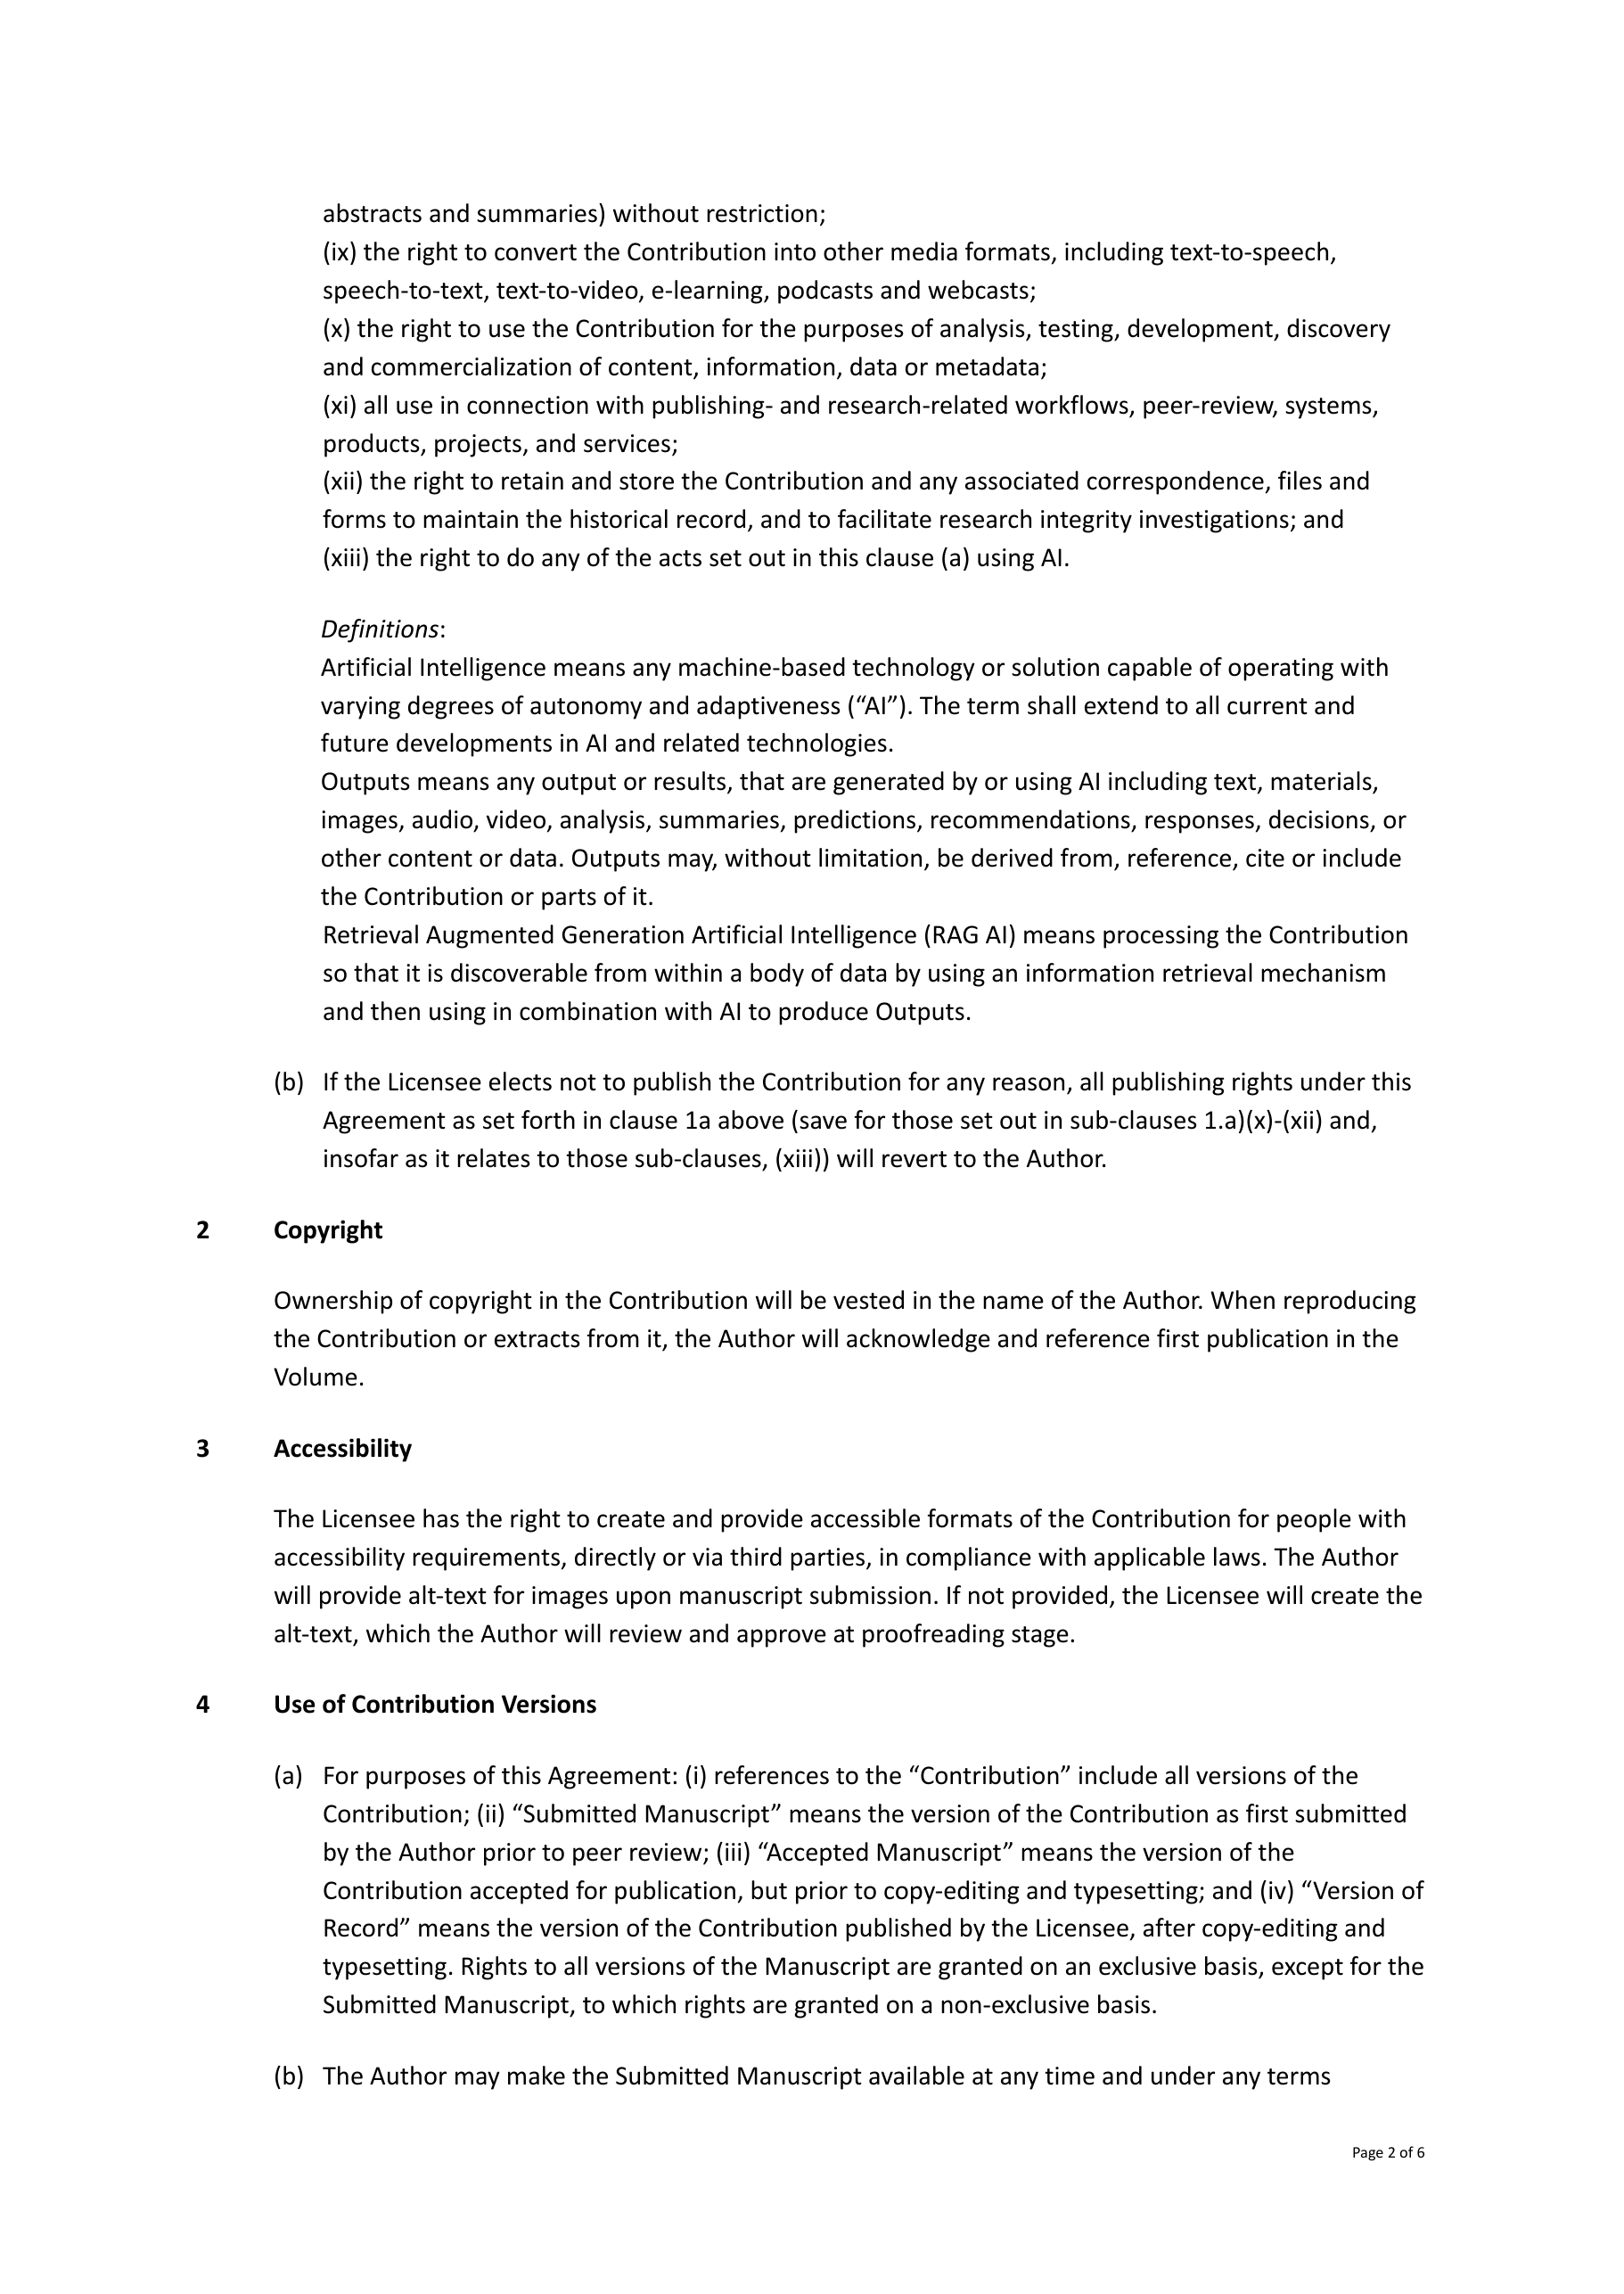 abstracts and summaries) without restriction;
(ix) the right to convert the Contribution into other media formats, including text-to-speech,
speech-to-text, text-to-video, e-learning, podcasts and webcasts;
(x) the right to use the Contribution for the purposes of analysis, testing, development, discovery
and commercialization of content, information, data or metadata;
(xi) all use in connection with publishing- and research-related workflows, peer-review, systems,
products, projects, and services;
(xii) the right to retain and store the Contribution and any associated correspondence, files and
forms to maintain the historical record, and to facilitate research integrity investigations; and
(xiii) the right to do any of the acts set out in this clause (a) using AI.
Definitions:
Artificial Intelligence means any machine-based technology or solution capable of operating with
varying degrees of autonomy and adaptiveness (“AI”). The term shall extend to all current and
future developments in AI and related technologies.
Outputs means any output or results, that are generated by or using AI including text, materials,
images, audio, video, analysis, summaries, predictions, recommendations, responses, decisions, or
other content or data. Outputs may, without limitation, be derived from, reference, cite or include
the Contribution or parts of it.
Retrieval Augmented Generation Artificial Intelligence (RAG AI) means processing the Contribution
so that it is discoverable from within a body of data by using an information retrieval mechanism
and then using in combination with AI to produce Outputs.
(b) If the Licensee elects not to publish the Contribution for any reason, all publishing rights under this
Agreement as set forth in clause 1a above (save for those set out in sub-clauses 1.a)(x)-(xii) and,
insofar as it relates to those sub-clauses, (xiii)) will revert to the Author.
2 Copyright
Ownership of copyright in the Contribution will be vested in the name of the Author. When reproducing
the Contribution or extracts from it, the Author will acknowledge and reference first publication in the
Volume.
3 Accessibility
The Licensee has the right to create and provide accessible formats of the Contribution for people with
accessibility requirements, directly or via third parties, in compliance with applicable laws. The Author
will provide alt-text for images upon manuscript submission. If not provided, the Licensee will create the
alt-text, which the Author will review and approve at proofreading stage.
4 Use of Contribution Versions
(a) For purposes of this Agreement: (i) references to the “Contribution” include all versions of the
Contribution; (ii) “Submitted Manuscript” means the version of the Contribution as first submitted
by the Author prior to peer review; (iii) “Accepted Manuscript” means the version of the
Contribution accepted for publication, but prior to copy-editing and typesetting; and (iv) “Version of
Record” means the version of the Contribution published by the Licensee, after copy-editing and
typesetting. Rights to all versions of the Manuscript are granted on an exclusive basis, except for the
Submitted Manuscript, to which rights are granted on a non-exclusive basis.
(b) The Author may make the Submitted Manuscript available at any time and under any terms
Page 2 of 6